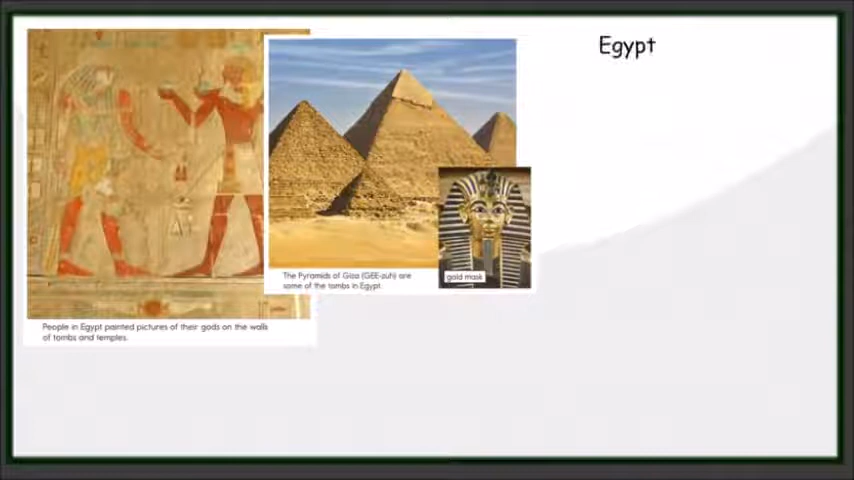 Egypt
The Pyramids of Giza (GEE-zuh) are
some of the tombs in Egypt.
gold mask
People in Egypt painted pictures of their gods on the walls
of tombs and temples.